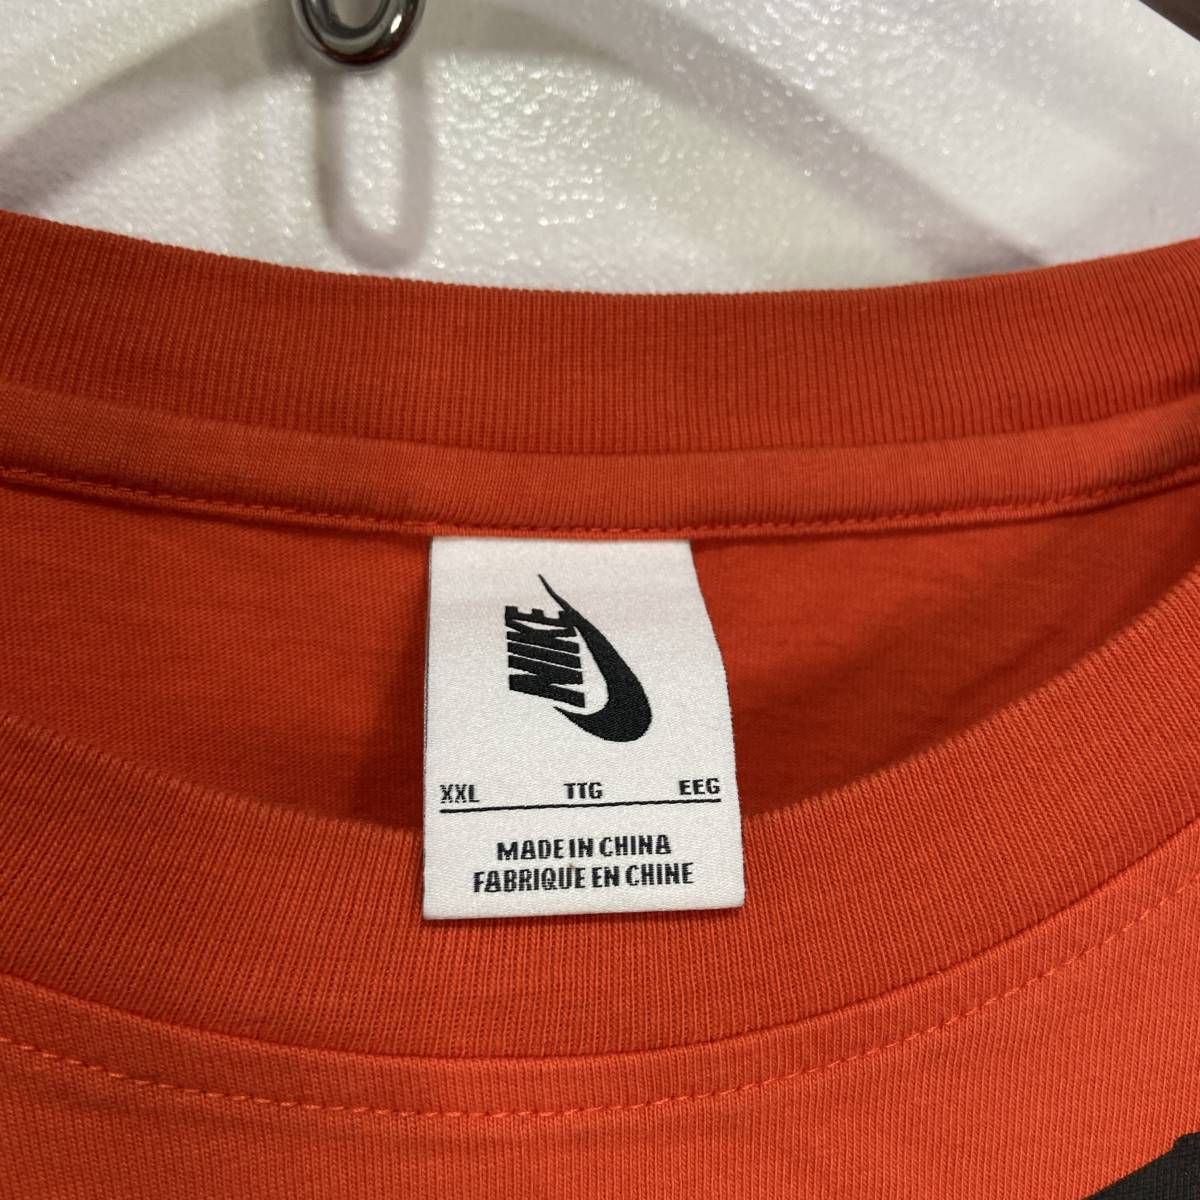 NIKE
XXL TTG EEG
MADE IN CHINA
FABRIQUE EN CHINE